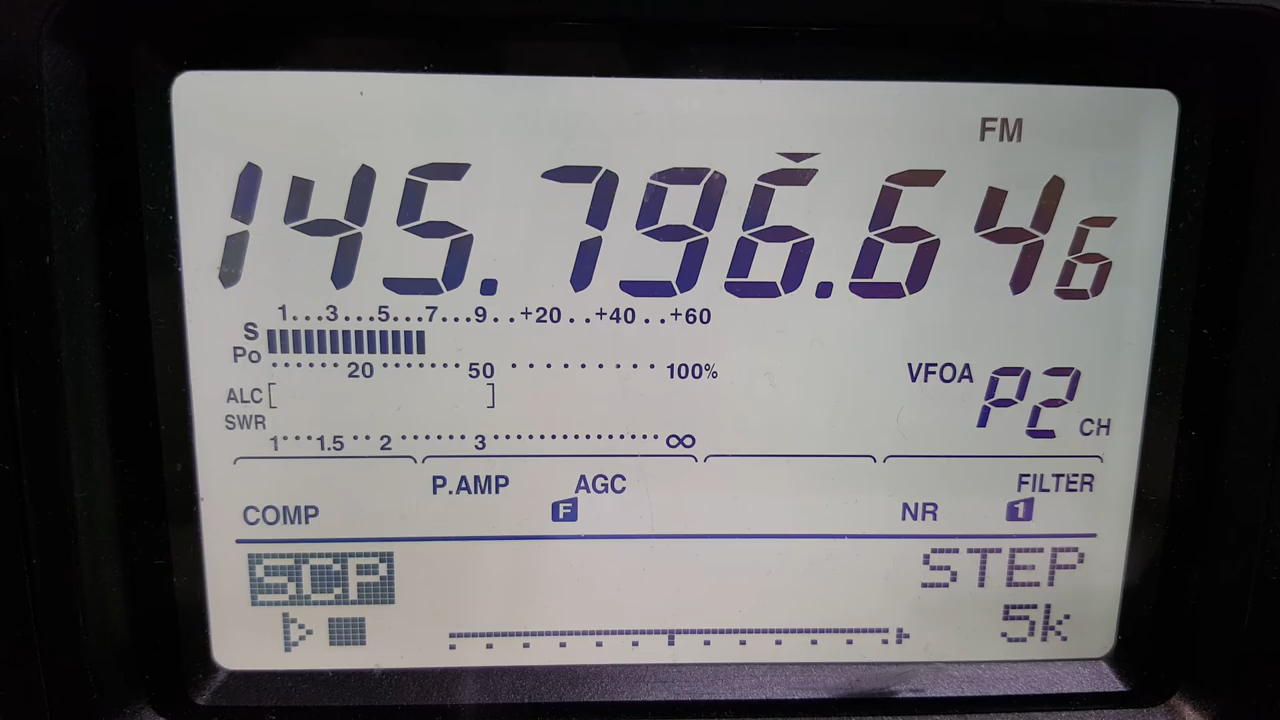 FM
145.796.646
1...3...5...7...9..+20..+40..+60
S
Po
20 50 100%
VFOA P2 CH
ALC
SWR
1 1.5 2 3 ∞
P.AMP AGC FILTER
COMP F NR 1
SCP STEP
5k